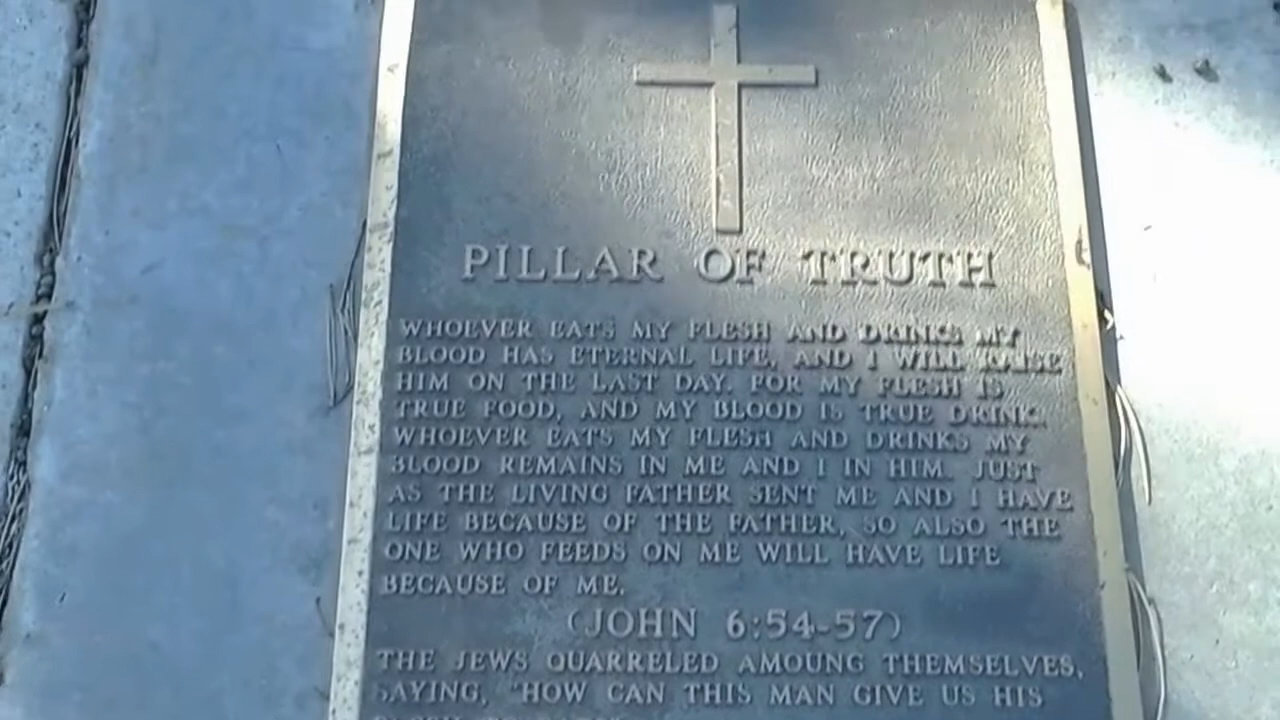 PILLAR OF TRUTH
WHOEVER EATS MY FLESH AND DRINKS MY
BLOOD HAS ETERNAL LIFE, AND I WILL RAISE
HIM ON THE LAST DAY. FOR MY FLESH IS
TRUE FOOD, AND MY BLOOD IS TRUE DRINK.
WHOEVER EATS MY FLESH AND DRINKS MY
BLOOD REMAINS IN ME AND I IN HIM. JUST
AS THE LIVING FATHER SENT ME AND I HAVE
LIFE BECAUSE OF THE FATHER, SO ALSO THE
ONE WHO FEEDS ON ME WILL HAVE LIFE
BECAUSE OF ME.
(JOHN 6:54-57)
THE JEWS QUARRELED AMOUNG THEMSELVES,
SAYING, "HOW CAN THIS MAN GIVE US HIS